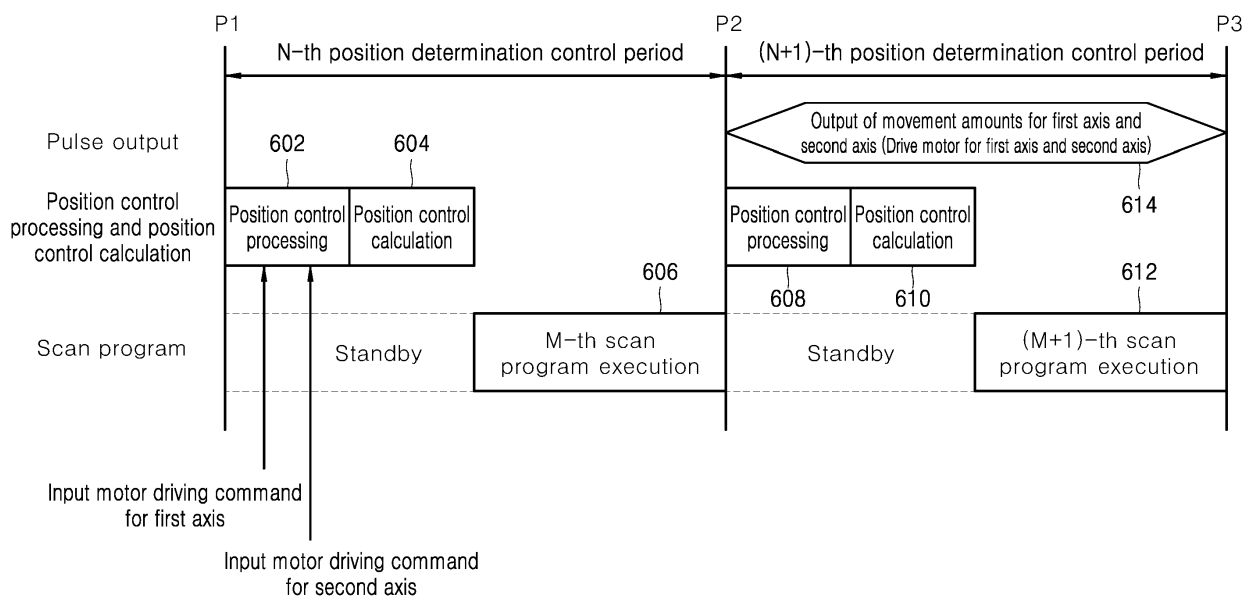 P1
P2
P3
N-th position determination control period
(N+1)-th position determination control period
Pulse output
602
604
Output of movement amounts for first axis and
second axis (Drive motor for first axis and second axis)
614
Position control
processing and position
control calculation
Position control
processing
Position control
calculation
Position control
processing
Position control
calculation
606
608
610
612
Scan program
Standby
M-th scan
program execution
Standby
(M+1)-th scan
program execution
Input motor driving command
for first axis
Input motor driving command
for second axis